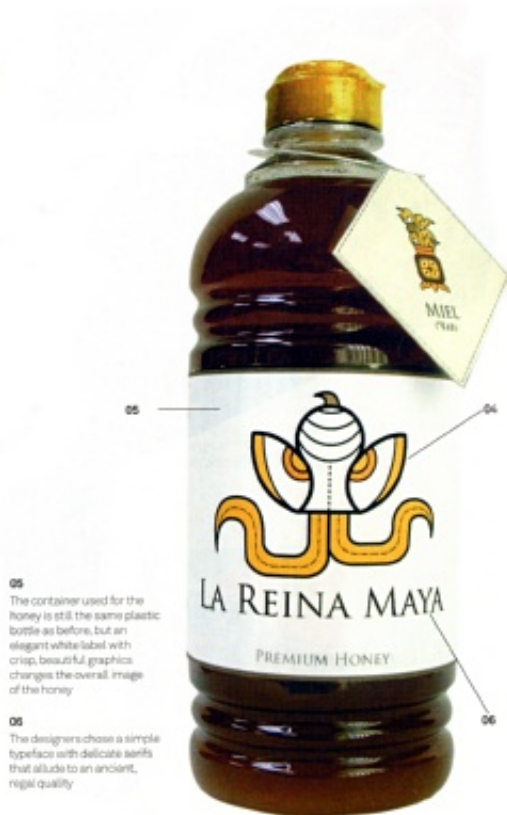 MIEL
05
04
LA REINA MAYA
PREMIUM HONEY
06
05
The container used for the
honey is still the same plastic
bottle as before, but an
elegant white label with
crisp, beautiful graphics
changes the overall image
of the honey
06
The designers chose a simple
typeface with delicate serifs
that allude to an ancient,
regal quality